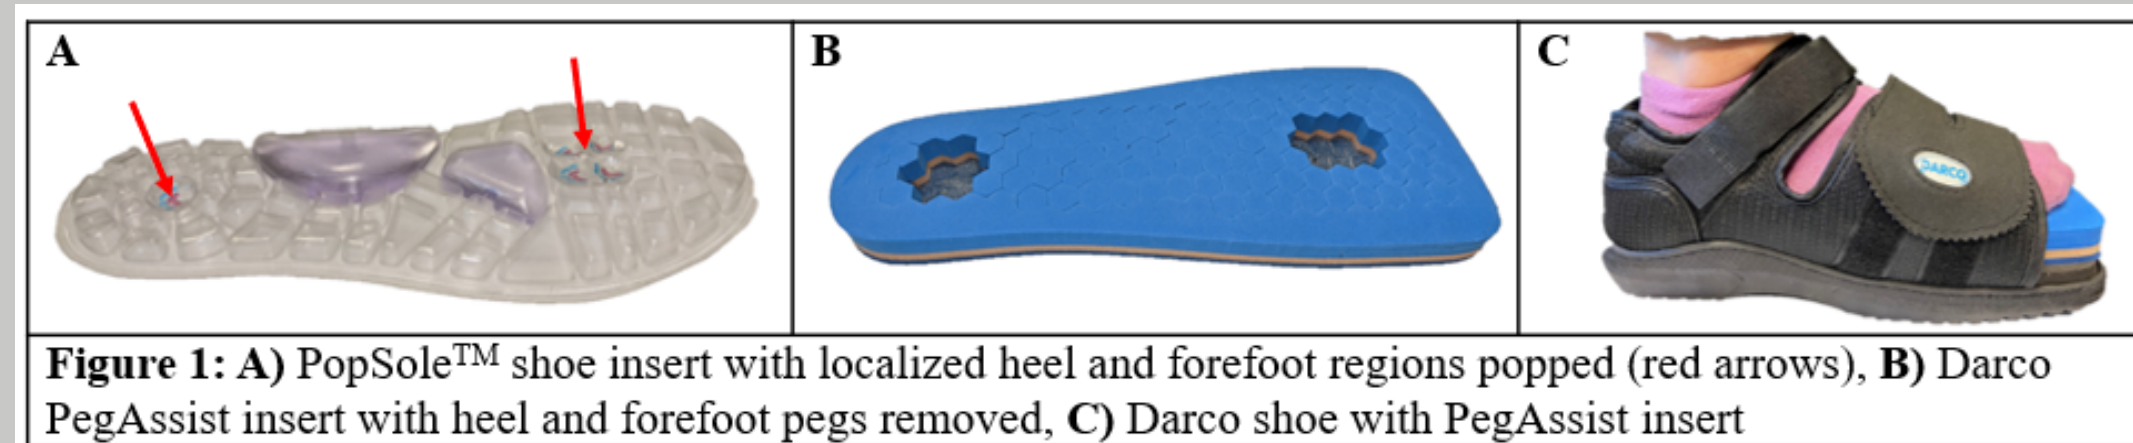 A
B
C
DARCO
Figure 1: A) PopSole™ shoe insert with localized heel and forefoot regions popped (red arrows), B) Darco
PegAssist insert with heel and forefoot pegs removed, C) Darco shoe with PegAssist insert